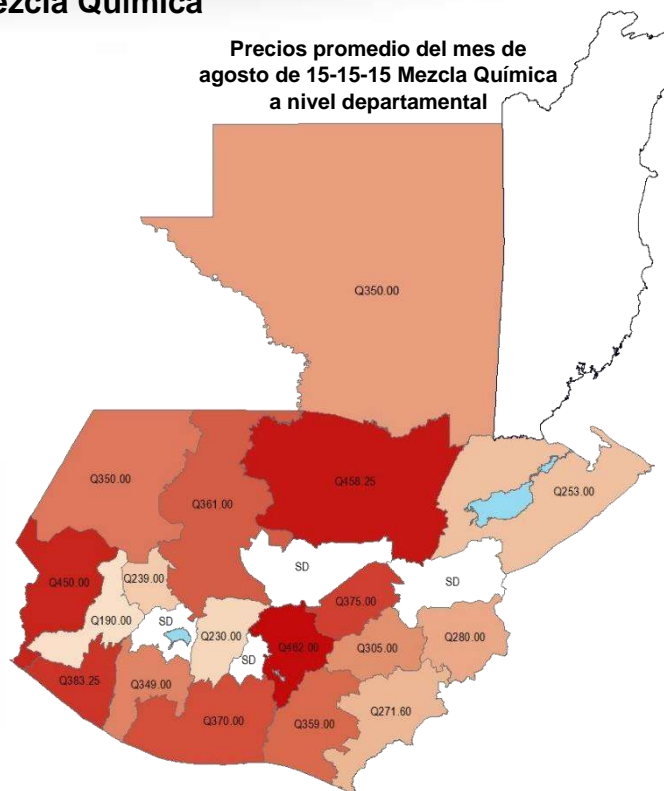 ezcla Química
Precios promedio del mes de
agosto de 15-15-15 Mezcla Química
a nivel departamental
Q350.00
Q350.00
Q361.00
Q458.25
Q253.00
SD
SD
Q450.00
Q239.00
Q375.00
Q190.00
SD
Q230.00
SD
Q462.00
Q305.00
Q280.00
Q383.25
Q349.00
Q370.00
Q359.00
Q271.60